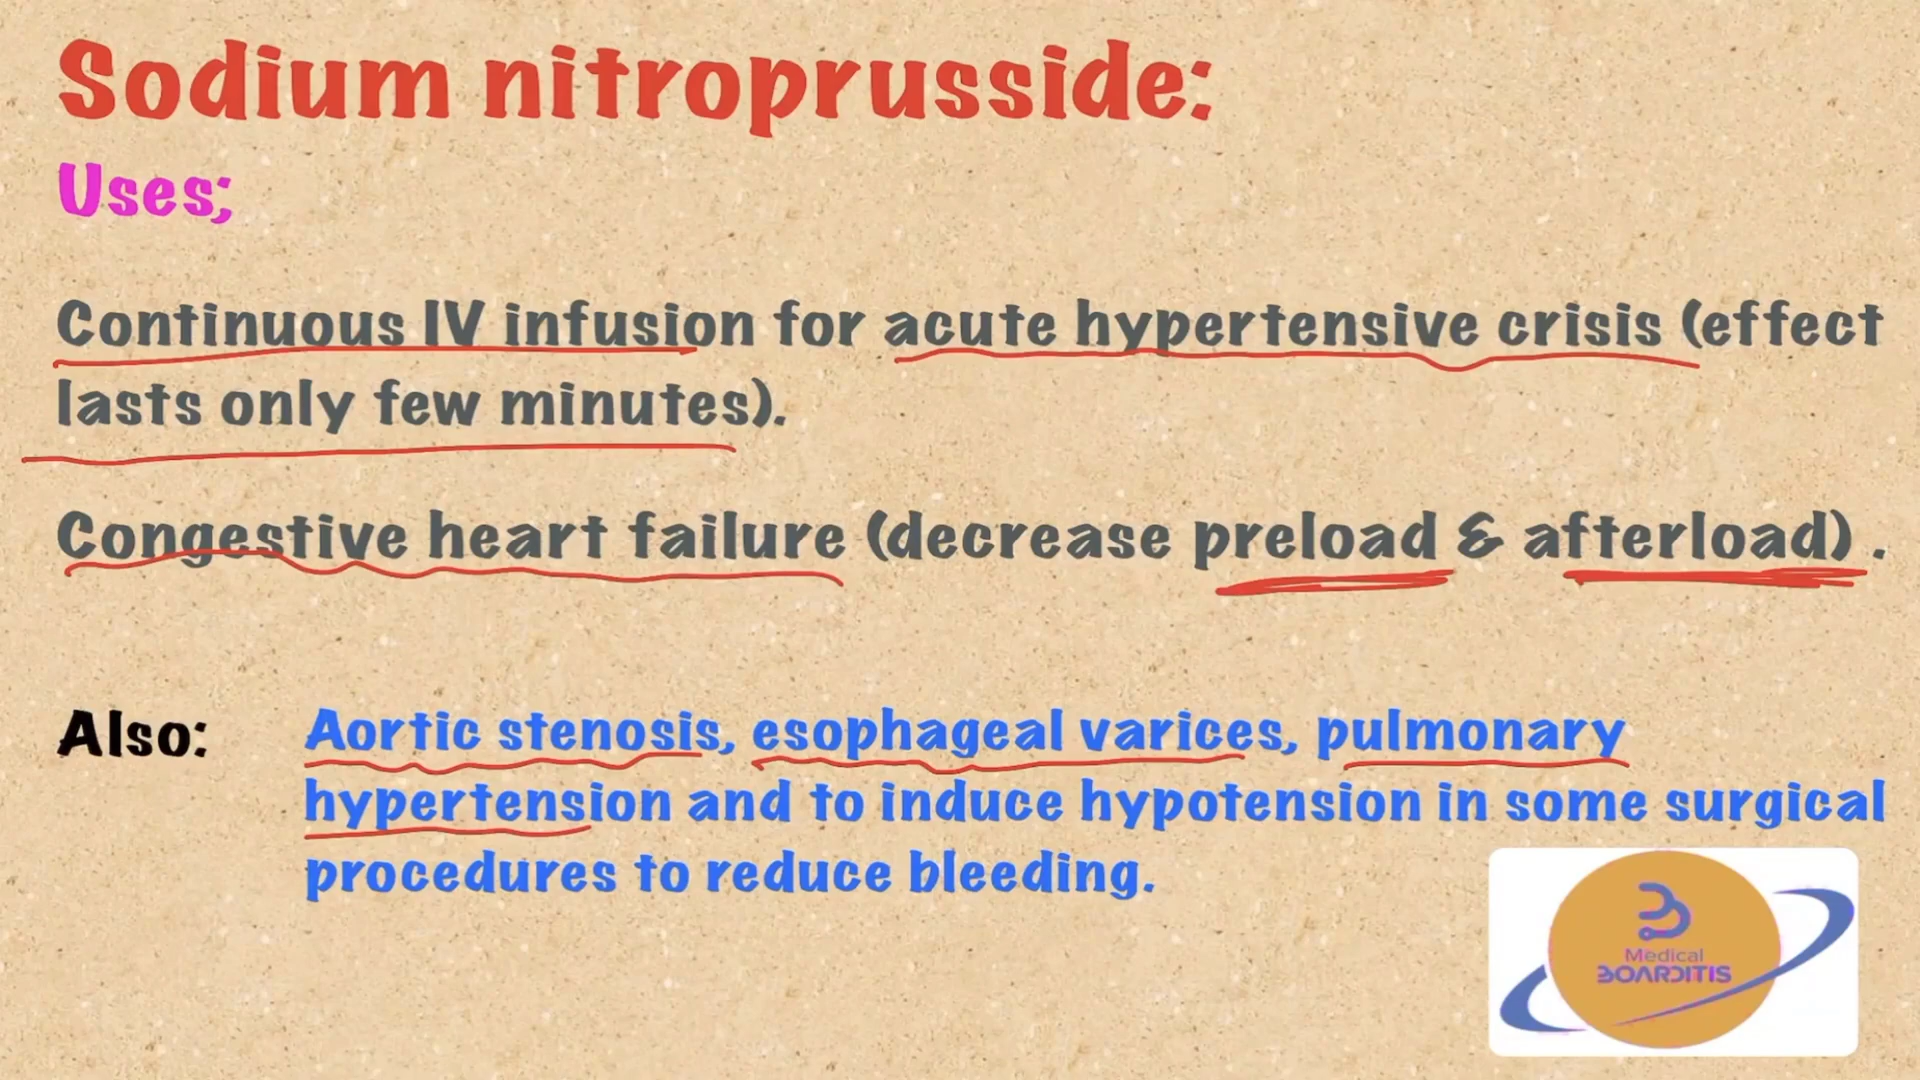 Sodium nitroprusside:
Uses;
Continuous IV infusion for acute hypertensive crisis (effect
lasts only few minutes).
Congestive heart failure (decrease preload & afterload) .
Also: Aortic stenosis, esophageal varices, pulmonary
hypertension and to induce hypotension in some surgical
procedures to reduce bleeding.
Medical
BOARDITIS